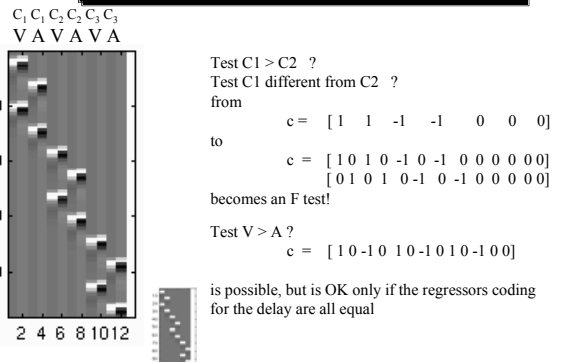 C1 C1 C2 C2 C3 C3
V A V A V A
Test C1 > C2 ?
Test C1 different from C2 ?
from
c = [ 1 1 -1 -1 0 0 0]
to
c = [ 1 0 1 0 -1 0 -1 0 0 0 0 0 0]
[ 0 1 0 1 0 -1 0 -1 0 0 0 0 0]
becomes an F test!
Test V > A ?
c = [ 1 0 -1 0 1 0 -1 0 1 0 -1 0 0]
is possible, but is OK only if the regressors coding
for the delay are all equal
2 4 6 8 10 12